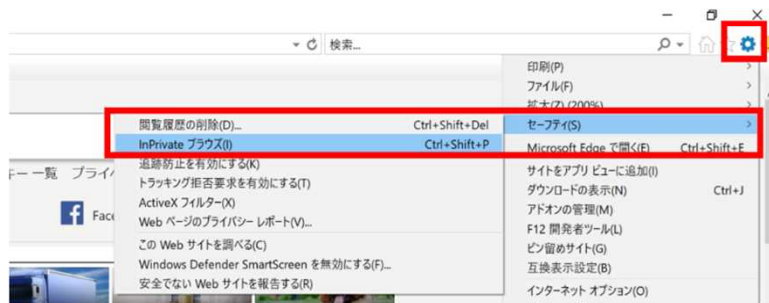 検索...
印刷(P)
ファイル(F)
拡大(Z) (200%)
セーフティ(S)
Microsoft Edge で開く(E) Ctrl+Shift+E
サイトをアプリ ビューに追加(I)
ダウンロードの表示(N) Ctrl+J
アドオンの管理(M)
F12 開発者ツール(L)
ピン留めサイト(G)
互換表示設定(B)
インターネット オプション(O)
閲覧履歴の削除(D)... Ctrl+Shift+Del
InPrivate ブラウズ(I) Ctrl+Shift+P
追跡防止を有効にする(K)
トラッキング拒否要求を有効にする(T)
ActiveX フィルター(X)
Web ページのプライバシー レポート(V)...
この Web サイトを調べる(C)
Windows Defender SmartScreen を無効にする(F)...
安全でない Web サイトを報告する(R)
キー一覧 プライ
Face